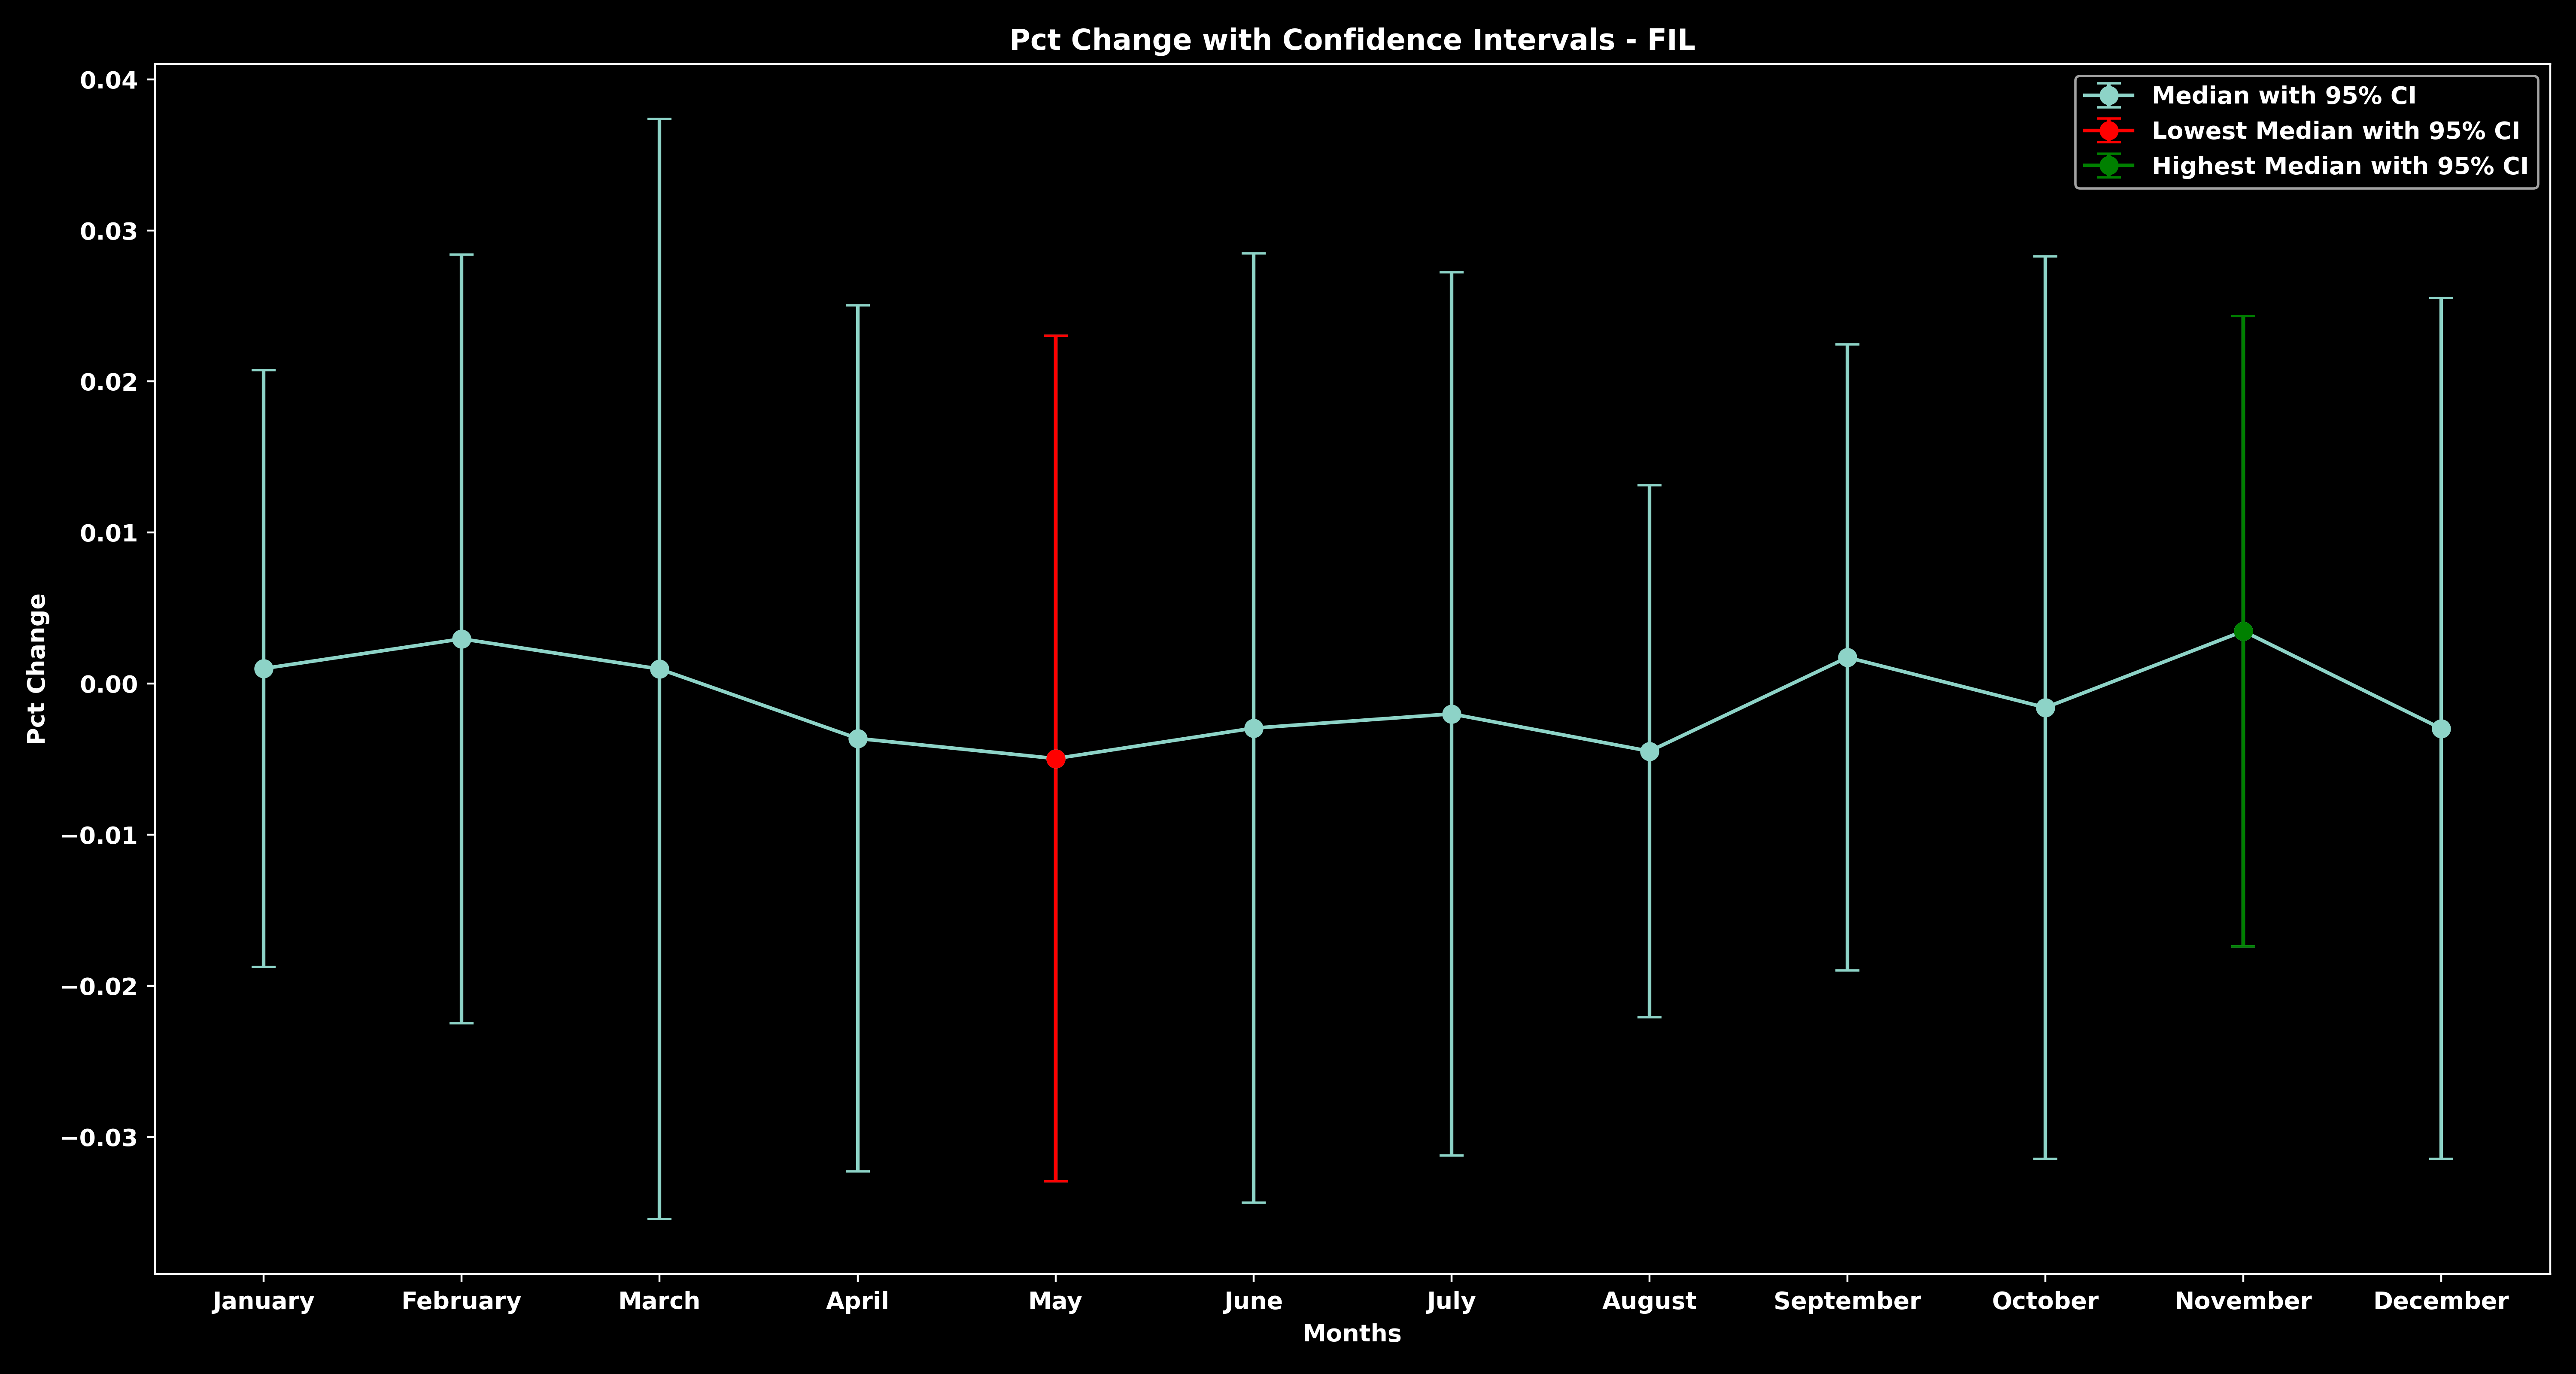 Pct Change with Confidence Intervals - FIL
Median with 95% CI
Lowest Median with 95% CI
Highest Median with 95% CI
0.04
0.03
0.02
0.01
0.00
−0.01
−0.02
−0.03
Pct Change
January February March April May June July August September October November December
Months